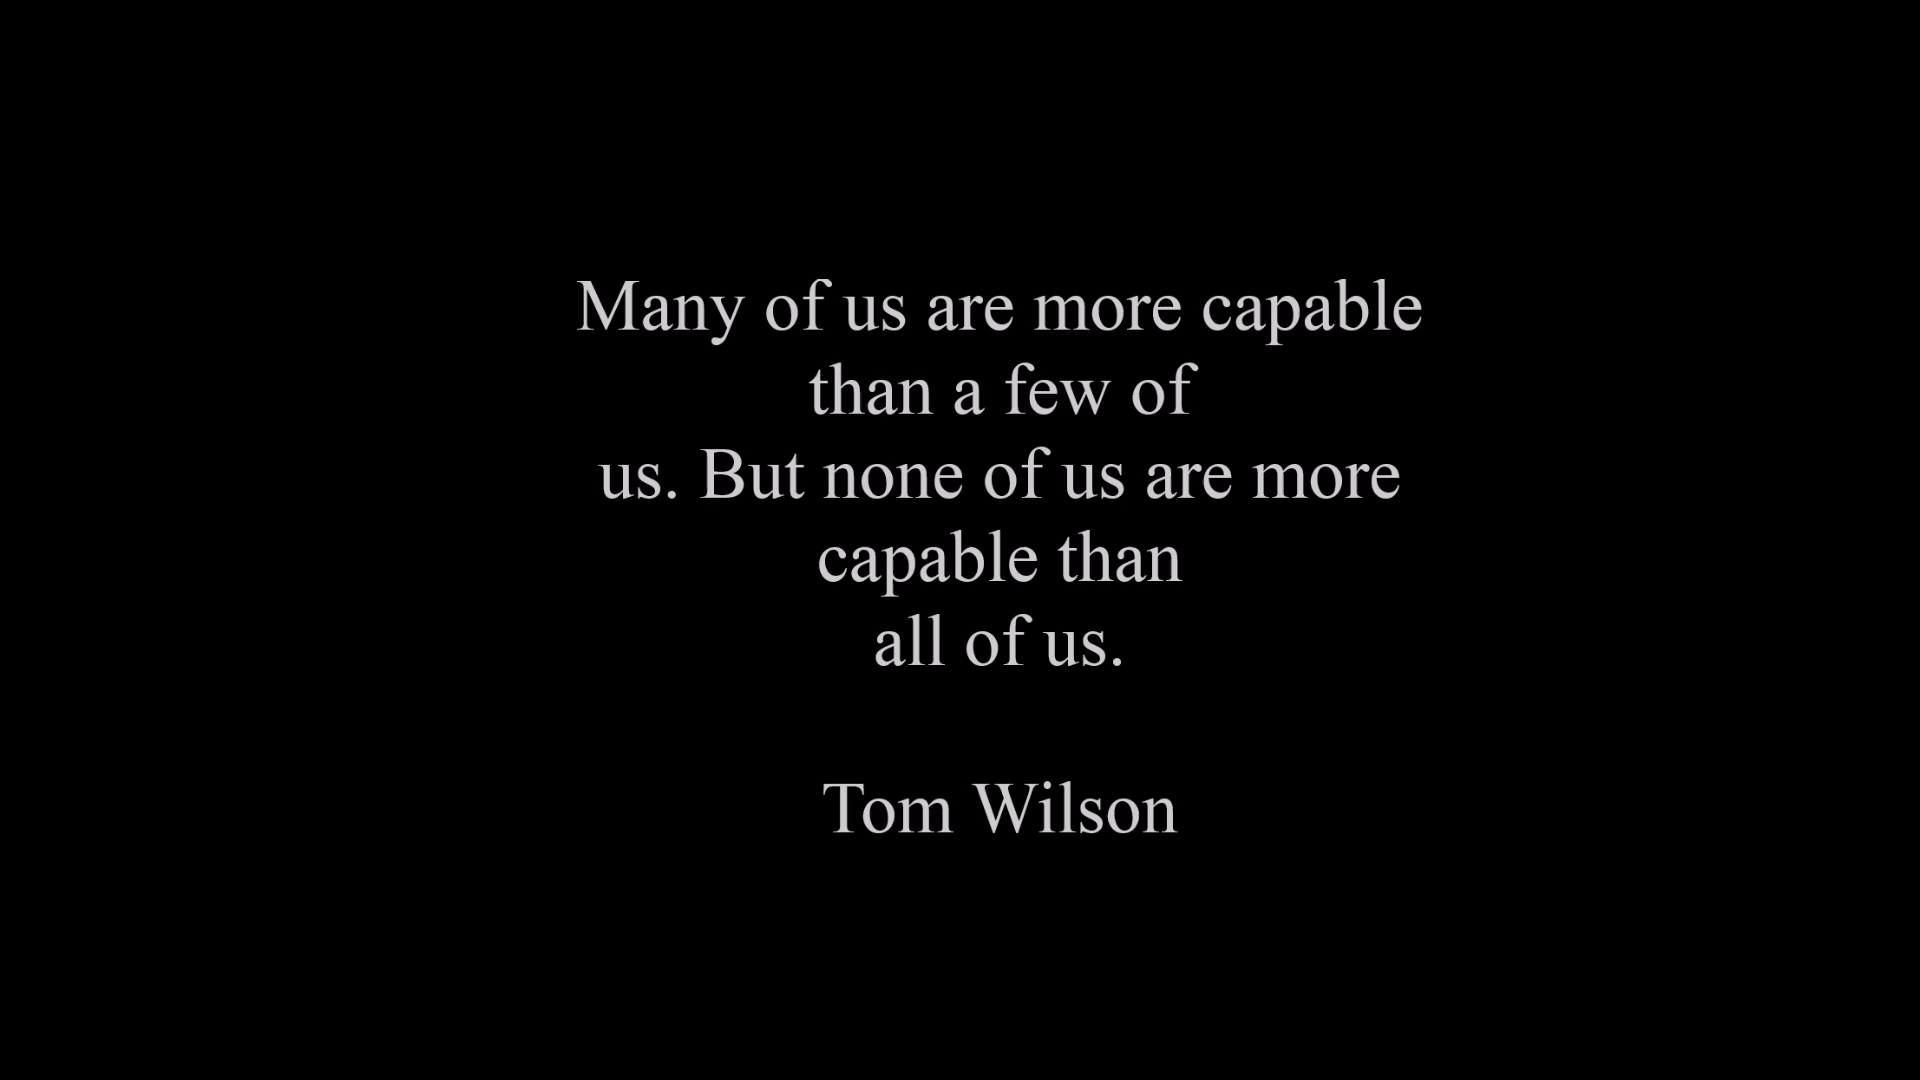 Many of us are more capable
than a few of
us. But none of us are more
capable than
all of us.
Tom Wilson